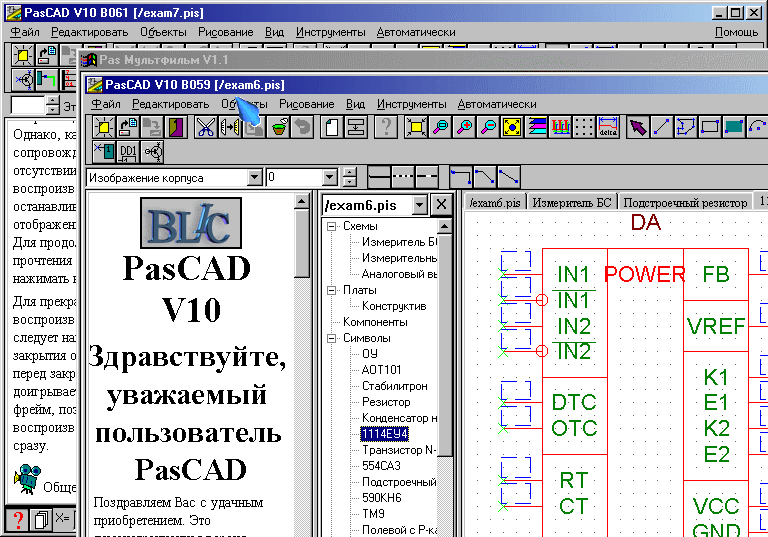 PasCAD V10 B061 [/exam7.pis]
Файл Редактировать Объекты Рисование Вид Инструменты Автоматически Помощь
Pas Мультфильм V1.1
PasCAD V10 B059 [/exam6.pis]
Файл Редактировать Объекты Рисование Вид Инструменты Автоматически
delta
DD1
Изображение корпуса 0
Однако,
сопровожд
отсутстви
воспроизв
останавли
отображен
Для продо
прочтения
нажимать
Для прекра
воспроизв
следует на
закрытия о
перед закр
доигрывае
фрейм, поз
воспроизв
сразу.
Обще
X=
BLIC
PasCAD
V10
Здравствуйте,
уважаемый
пользователь
PasCAD
Поздравляем Вас с удачным
приобретением. Это
/exam6.pis
Схемы
Измеритель Б
Измерительн
Аналоговый вы
Платы
Конструктив
Компоненты
Символы
ОУ
АОТ101
Стабилитрон
Резистор
Конденсатор н
1114ЕУ4
Транзистор N-
554СА3
Подстроечный
590КН6
ТМ9
Полевой с Р-ка
/exam6.pis Измеритель БС Подстроечный резистор 11
DA
IN1 POWER FB
IN1
IN2 VREF
IN2
K1
DTC E1
OTC K2
E2
RT
CT VCC
GND